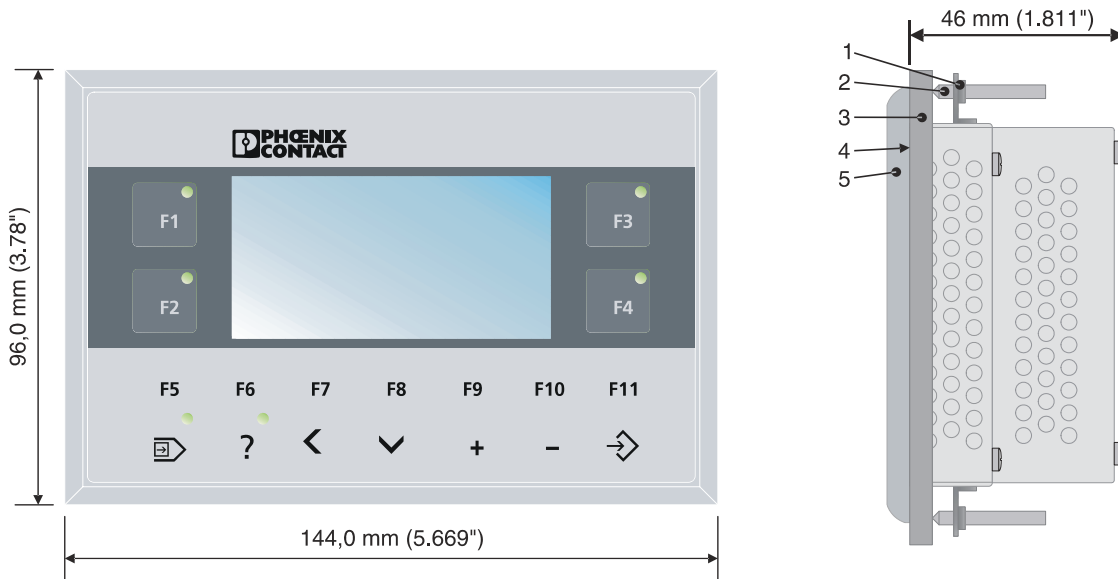 46 mm (1.811")
1
2
3
4
5
PHŒNIX
CONTACT
F1
F3
F2
F4
96,0 mm (3.78")
F5 F6 F7 F8 F9 F10 F11
? + –
144,0 mm (5.669")